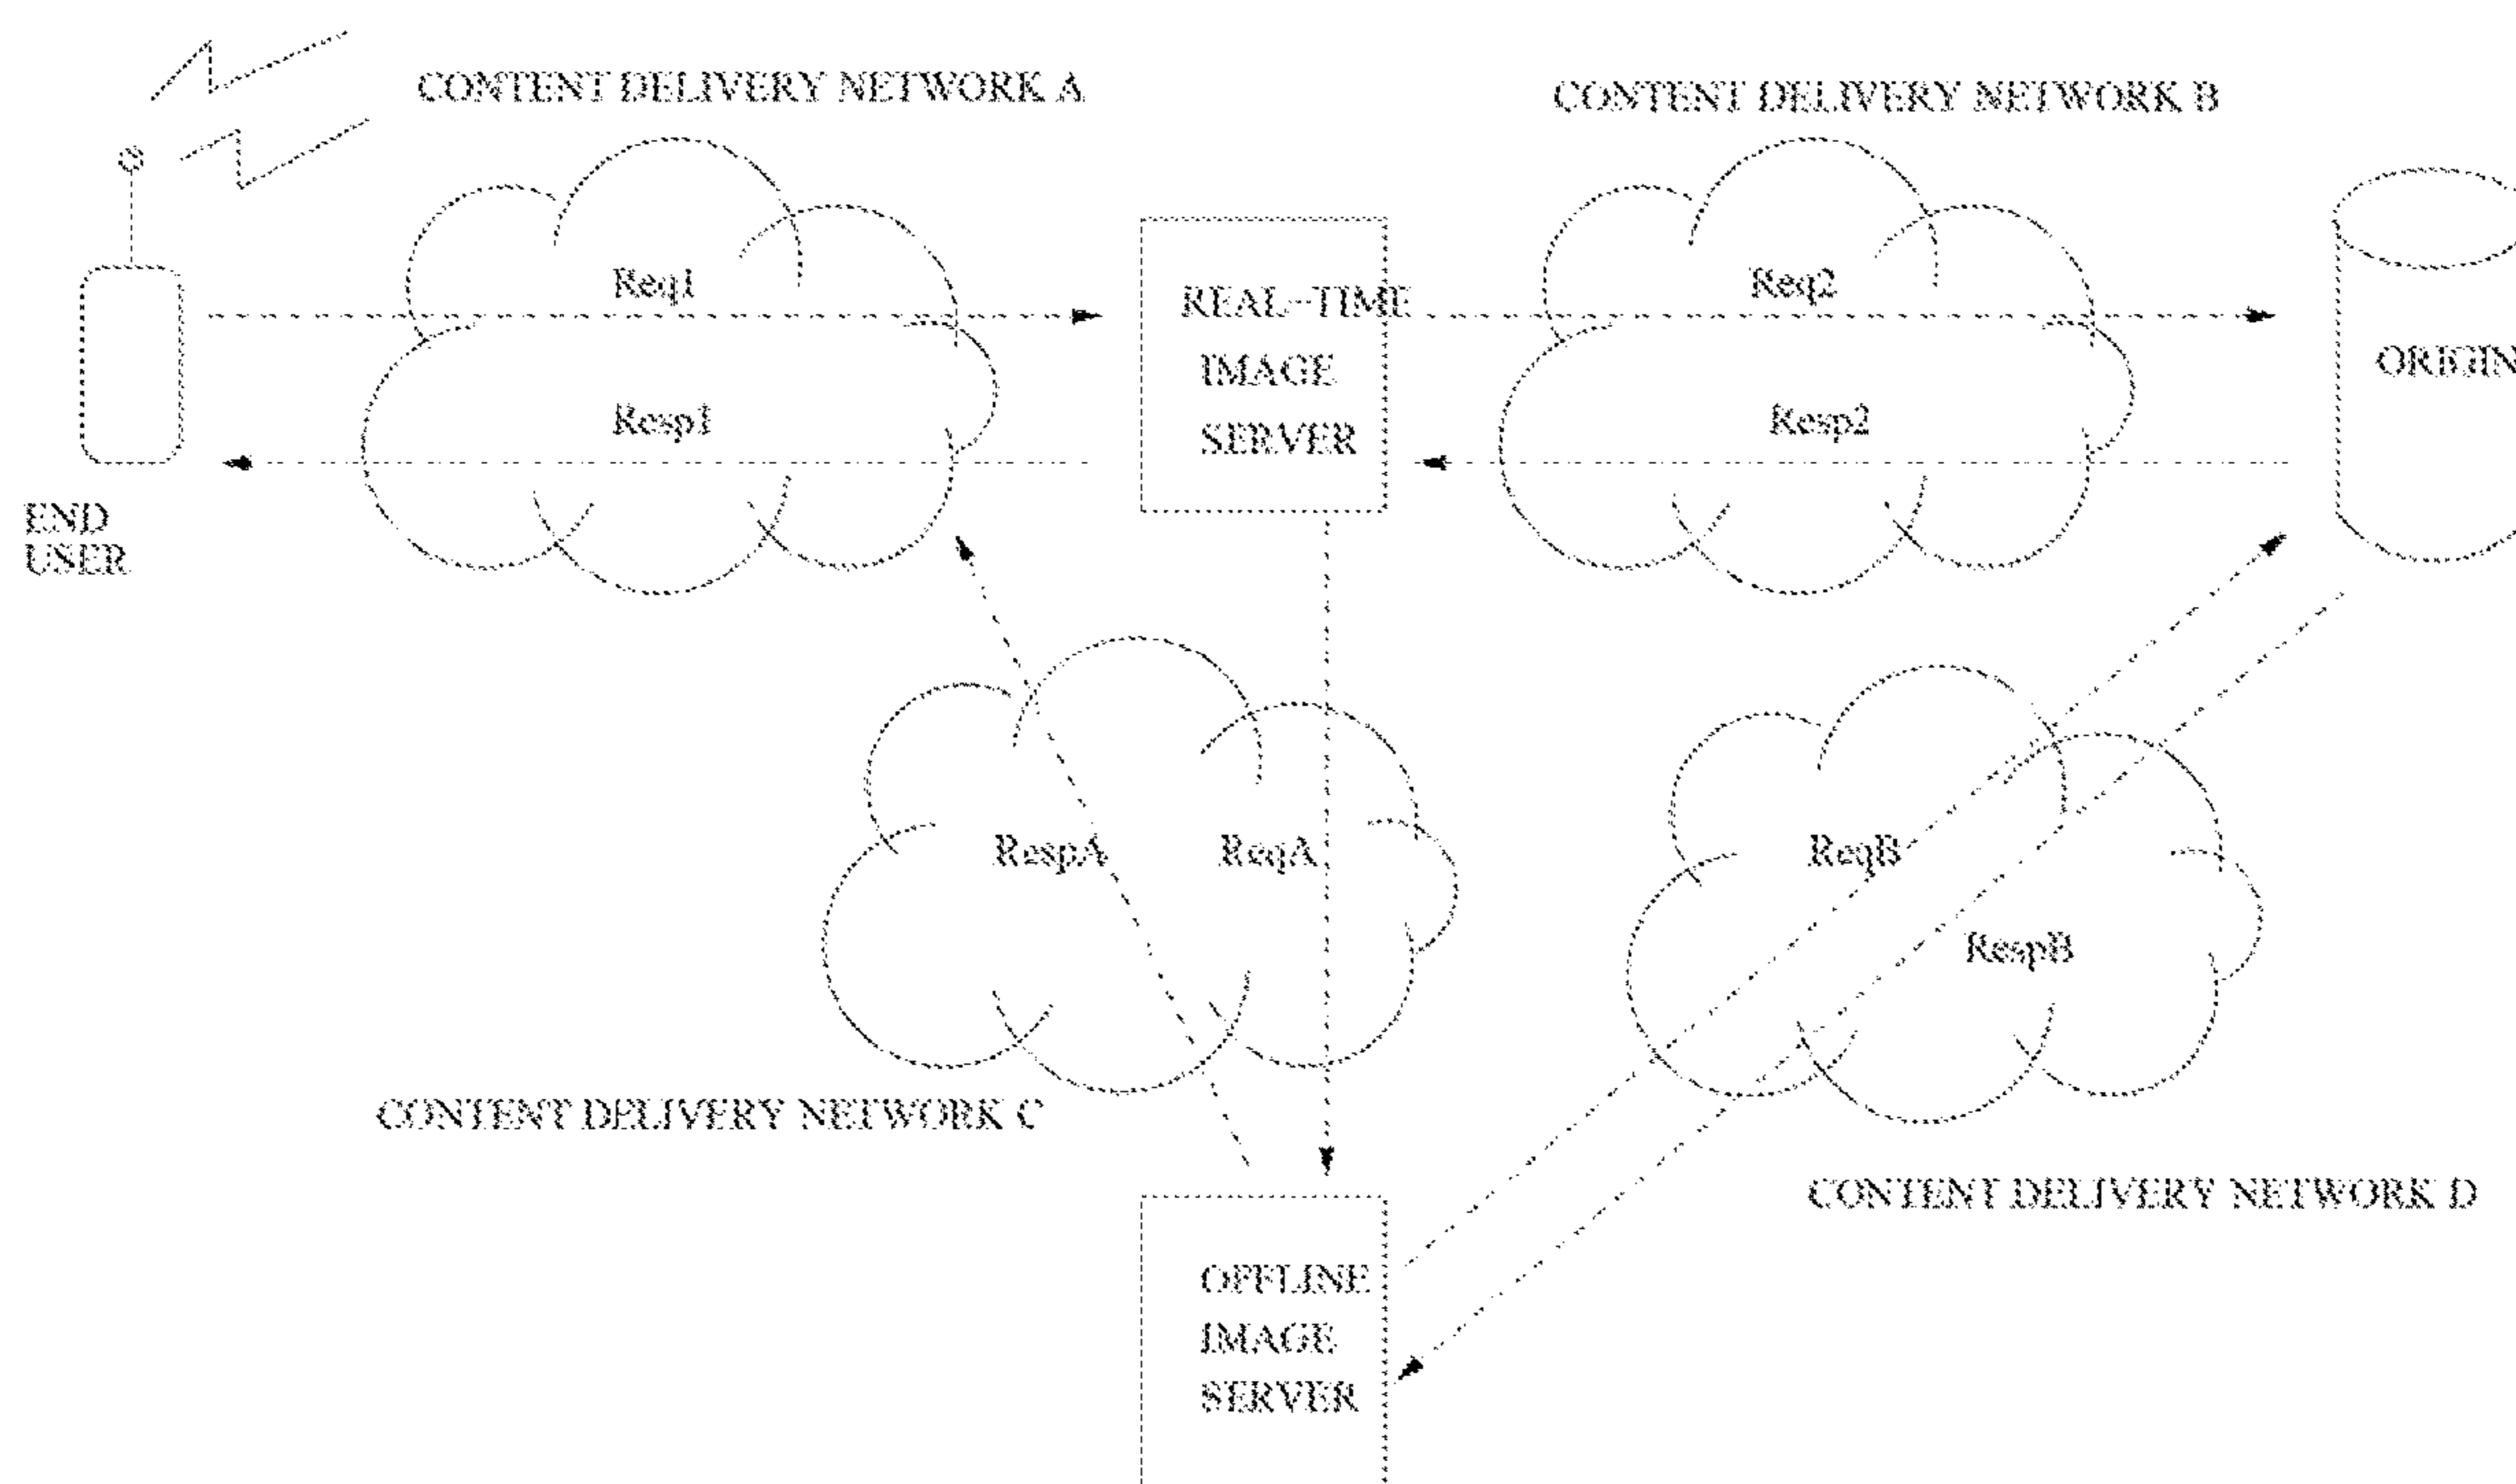 CONTENT DELIVERY NETWORK A
CONTENT DELIVERY NETWORK B
Req1
Resp1
REAL-TIME
IMAGE
SERVER
Req2
Resp2
ORIGIN
END
USER
RespA
ReqA
ReqB
RespB
CONTENT DELIVERY NETWORK C
CONTENT DELIVERY NETWORK D
OFFLINE
IMAGE
SERVER